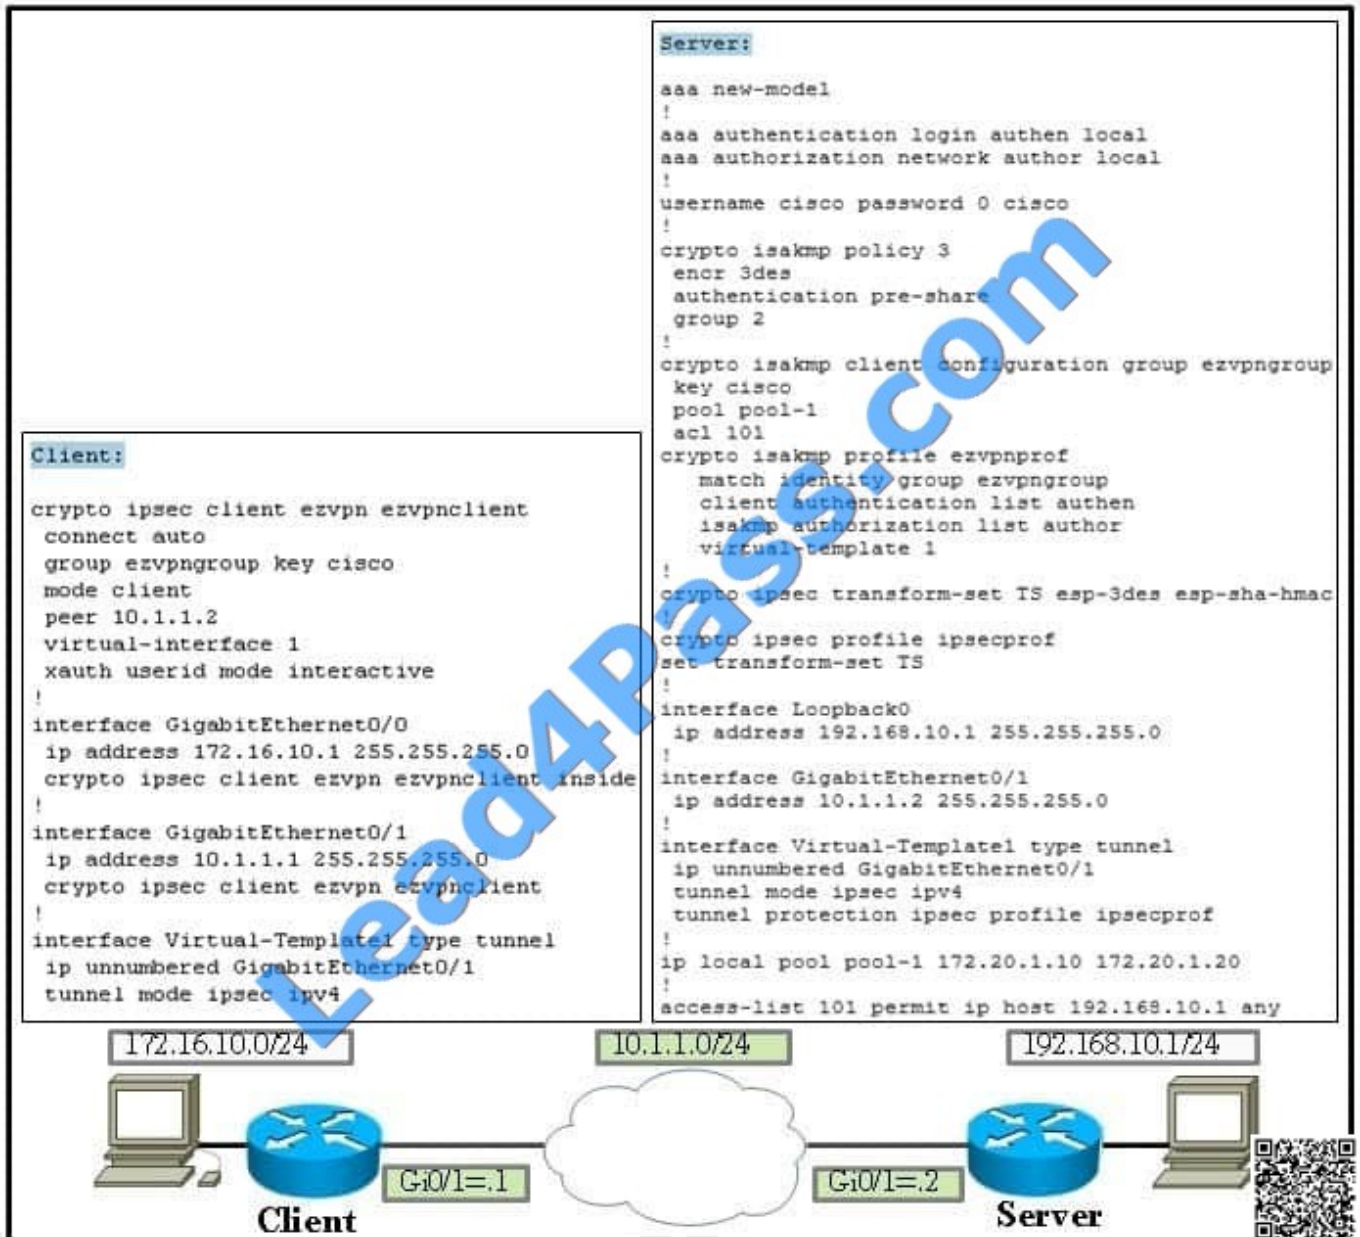 Server:
aaa new-model
!
aaa authentication login authen local
aaa authorization network author local
!
username cisco password 0 cisco
!
crypto isakmp policy 3
encr 3des
authentication pre-share
group 2
!
crypto isakmp client configuration group ezvpngroup
key cisco
pool pool-1
acl 101
crypto isakmp profile ezvpnprof
match identity group ezvpngroup
client authentication list authen
isakmp authorization list author
virtual-template 1
!
crypto ipsec transform-set TS esp-3des esp-sha-hmac
!
crypto ipsec profile ipsecprof
set transform-set TS
!
interface Loopback0
ip address 192.168.10.1 255.255.255.0
!
interface GigabitEthernet0/1
ip address 10.1.1.2 255.255.255.0
!
interface Virtual-Template1 type tunnel
ip unnumbered GigabitEthernet0/1
tunnel mode ipsec ipv4
tunnel protection ipsec profile ipsecprof
!
ip local pool pool-1 172.20.1.10 172.20.1.20
!
access-list 101 permit ip host 192.168.10.1 any
Client:
crypto ipsec client ezvpn ezvpnclient
connect auto
group ezvpngroup key cisco
mode client
peer 10.1.1.2
virtual-interface 1
xauth userid mode interactive
!
interface GigabitEthernet0/0
ip address 172.16.10.1 255.255.255.0
crypto ipsec client ezvpn ezvpnclient inside
!
interface GigabitEthernet0/1
ip address 10.1.1.1 255.255.255.0
crypto ipsec client ezvpn ezvpnclient
!
interface Virtual-Template1 type tunnel
ip unnumbered GigabitEthernet0/1
tunnel mode ipsec ipv4
Lead4Pass.com
172.16.10.0/24
10.1.1.0/24
192.168.10.1/24
Gi0/1=.1
Gi0/1=.2
Client
Server